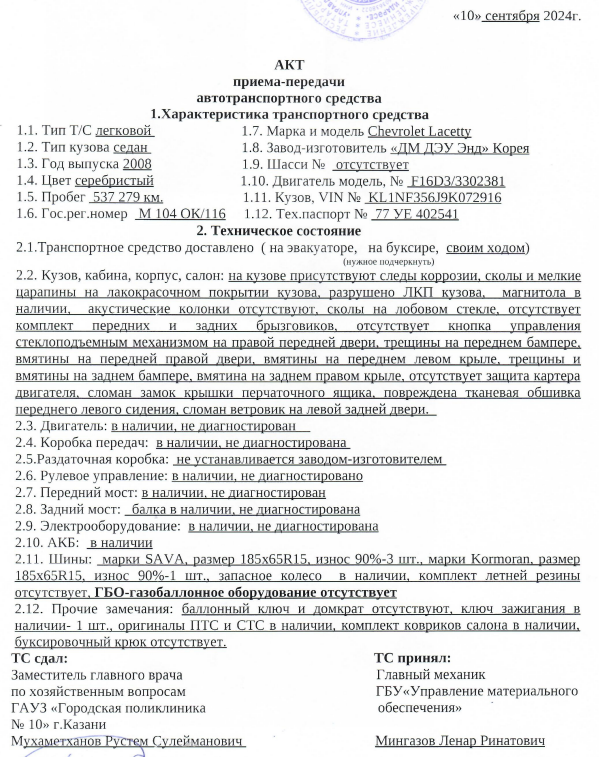 «10» сентября 2024г.
АКТ
приема-передачи
автотранспортного средства
1.Характеристика транспортного средства
1.1. Тип Т/С легковой 1.7. Марка и модель Chevrolet Lacetty
1.2. Тип кузова седан 1.8. Завод-изготовитель «ДМ ДЭУ Энд» Корея
1.3. Год выпуска 2008 1.9. Шасси № отсутствует
1.4. Цвет серебристый 1.10. Двигатель модель, № F16D3/3302381
1.5. Пробег 537 279 км. 1.11. Кузов, VIN № KL1NF356J9K072916
1.6. Гос.рег.номер М 104 ОК/116 1.12. Тех.паспорт № 77 УЕ 402541
2. Техническое состояние
2.1.Транспортное средство доставлено ( на эвакуаторе, на буксире, своим ходом)
(нужное подчеркнуть)
2.2. Кузов, кабина, корпус, салон: на кузове присутствуют следы коррозии, сколы и мелкие
царапины на лакокрасочном покрытии кузова, разрушено ЛКП кузова, магнитола в
наличии, акустические колонки отсутствуют, сколы на лобовом стекле, отсутствует
комплект передних и задних брызговиков, отсутствует кнопка управления
стеклоподъемным механизмом на правой передней двери, трещины на переднем бампере,
вмятины на передней правой двери, вмятины на переднем левом крыле, трещины и
вмятины на заднем бампере, вмятина на заднем правом крыле, отсутствует защита картера
двигателя, сломан замок крышки перчаточного ящика, повреждена тканевая обшивка
переднего левого сидения, сломан ветровик на левой задней двери.
2.3. Двигатель: в наличии, не диагностирован
2.4. Коробка передач: в наличии, не диагностирована
2.5.Раздаточная коробка: не устанавливается заводом-изготовителем
2.6. Рулевое управление: в наличии, не диагностировано
2.7. Передний мост: в наличии, не диагностирован
2.8. Задний мост: балка в наличии, не диагностирована
2.9. Электрооборудование: в наличии, не диагностирована
2.10. АКБ: в наличии
2.11. Шины: марки SAVA, размер 185х65R15, износ 90%-3 шт., марки Kormoran, размер
185х65R15, износ 90%-1 шт., запасное колесо в наличии, комплект летней резины
отсутствует, ГБО-газобаллонное оборудование отсутствует
2.12. Прочие замечания: баллонный ключ и домкрат отсутствуют, ключ зажигания в
наличии- 1 шт., оригиналы ПТС и СТС в наличии, комплект ковриков салона в наличии,
буксировочный крюк отсутствует.
ТС сдал: ТС принял:
Заместитель главного врача Главный механик
по хозяйственным вопросам ГБУ«Управление материального
ГАУЗ «Городская поликлиника обеспечения»
№ 10» г.Казани
Мухаметханов Рустем Сулейманович Мингазов Ленар Ринатович